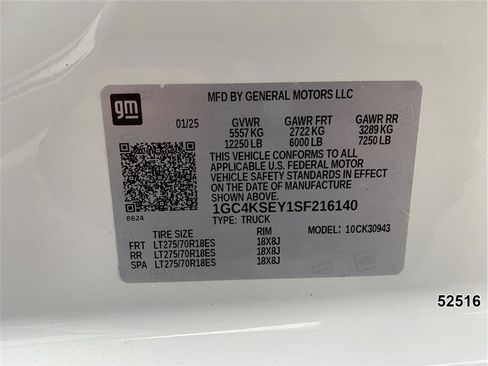 gm
MFD BY GENERAL MOTORS LLC
01/25
GVWR GAWR FRT GAWR RR
5557 KG 2722 KG 3289 KG
12250 LB 6000 LB 7250 LB
THIS VEHICLE CONFORMS TO ALL
APPLICABLE U.S. FEDERAL MOTOR
VEHICLE SAFETY STANDARDS IN EFFECT
ON THE DATE OF MANUFACTURE
SHOWN ABOVE.
8624
1GC4KSEY1SF216140
TYPE: TRUCK MODEL: 10CK30943
TIRE SIZE RIM
FRT LT275/70R18ES 18X8J
RR LT275/70R18ES 18X8J
SPA LT275/70R18ES 18X8J
52516